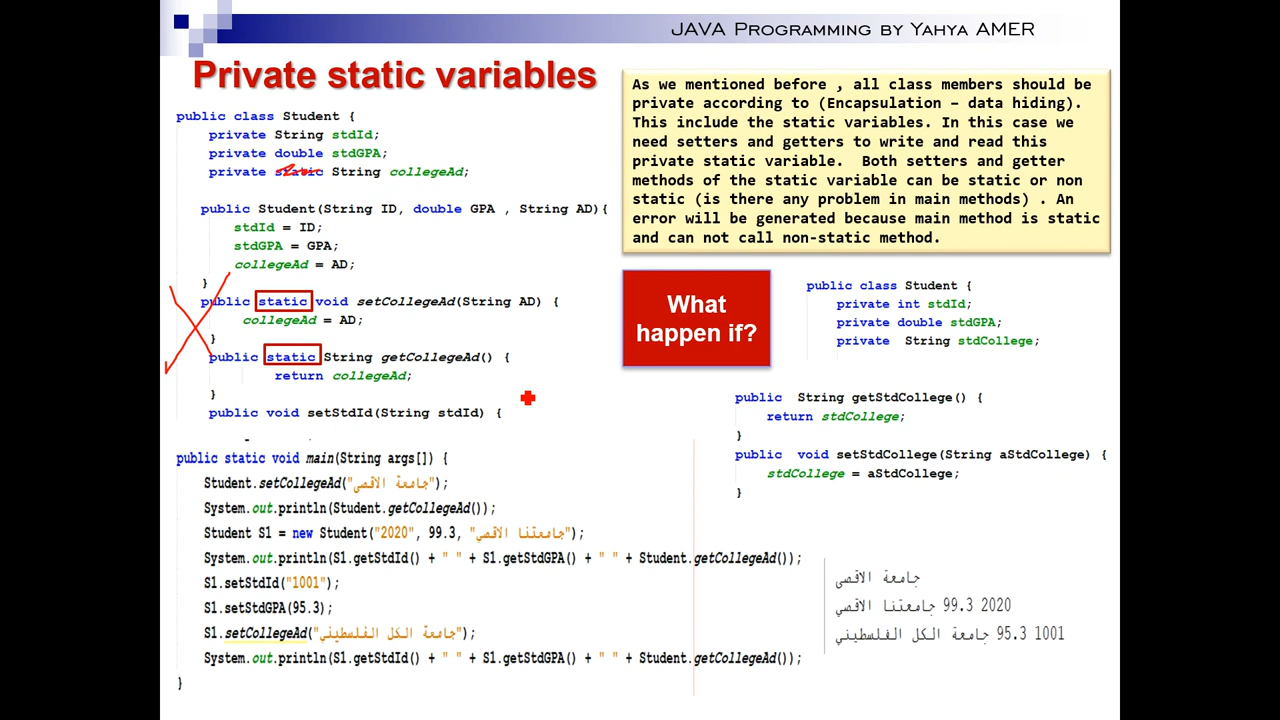 JAVA PROGRAMMING BY YAHYA AMER
Private static variables
public class Student {
private String stdId;
private double stdGPA;
private static String collegeAd;
public Student(String ID, double GPA , String AD){
stdId = ID;
stdGPA = GPA;
collegeAd = AD;
}
public static void setCollegeAd(String AD) {
collegeAd = AD;
}
public static String getCollegeAd() {
return collegeAd;
}
public void setStdId(String stdId) {
public static void main(String args[]) {
Student.setCollegeAd("جامعة الاقصى");
System.out.println(Student.getCollegeAd());
Student S1 = new Student("2020", 99.3, "جامعتنا الاقصى");
System.out.println(S1.getStdId() + " " + S1.getStdGPA() + " " + Student.getCollegeAd());
S1.setStdId("1001");
S1.setStdGPA(95.3);
S1.setCollegeAd("جامعة الكل الفلسطيني");
System.out.println(S1.getStdId() + " " + S1.getStdGPA() + " " + Student.getCollegeAd());
}
As we mentioned before , all class members should be
private according to (Encapsulation – data hiding).
This include the static variables. In this case we
need setters and getters to write and read this
private static variable. Both setters and getter
methods of the static variable can be static or non
static (is there any problem in main methods) . An
error will be generated because main method is static
and can not call non-static method.
What
happen if?
public class Student {
private int stdId;
private double stdGPA;
private String stdCollege;
public String getStdCollege() {
return stdCollege;
}
public void setStdCollege(String aStdCollege) {
stdCollege = aStdCollege;
}
جامعة الاقصى
2020 99.3 جامعتنا الاقصى
1001 95.3 جامعة الكل الفلسطيني